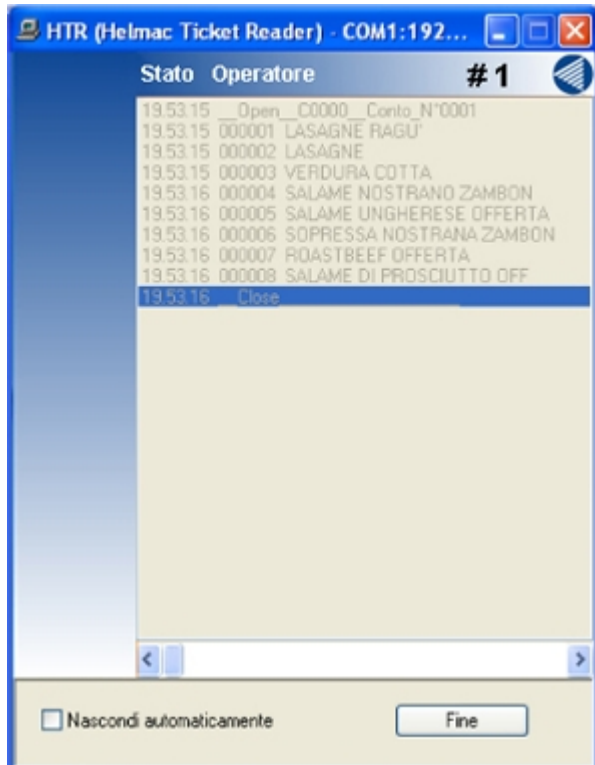 HTR (Helmac Ticket Reader) - COM1:192...
Stato Operatore #1
19.53.15 __Open__C0000__Conto_N°0001
19.53.15 000001 LASAGNE RAGU'
19.53.15 000002 LASAGNE
19.53.15 000003 VERDURA COTTA
19.53.16 000004 SALAME NOSTRANO ZAMBON
19.53.16 000005 SALAME UNGHERESE OFFERTA
19.53.16 000006 SOPRESSA NOSTRANA ZAMBON
19.53.16 000007 ROASTBEEF OFFERTA
19.53.16 000008 SALAME DI PROSCIUTTO OFF
19.53.16 __Close____________________
Nascondi automaticamente Fine